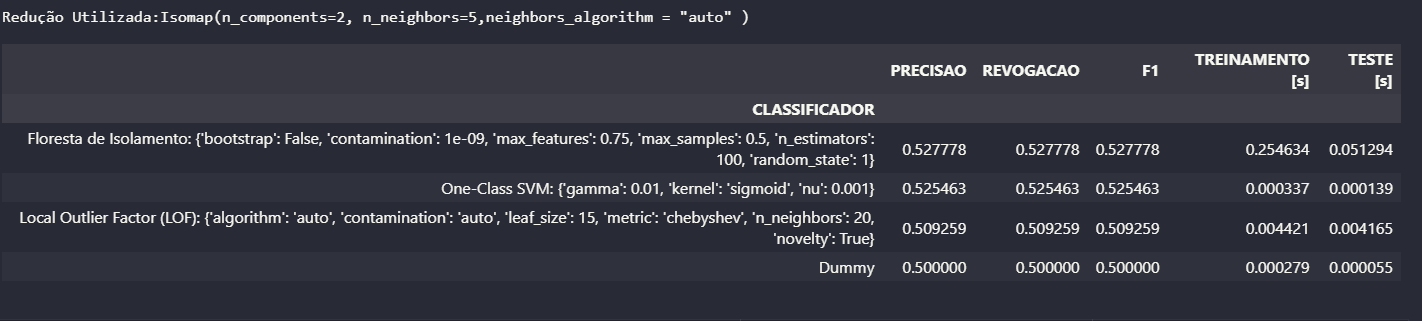 Redução Utilizada:Isomap(n_components=2, n_neighbors=5,neighbors_algorithm = "auto" )
PRECISAO REVOGACAO F1 TREINAMENTO [s] TESTE [s]
CLASSIFICADOR
Floresta de Isolamento: {'bootstrap': False, 'contamination': 1e-09, 'max_features': 0.75, 'max_samples': 0.5, 'n_estimators':
100, 'random_state': 1} 0.527778 0.527778 0.527778 0.254634 0.051294
One-Class SVM: {'gamma': 0.01, 'kernel': 'sigmoid', 'nu': 0.001} 0.525463 0.525463 0.525463 0.000337 0.000139
Local Outlier Factor (LOF): {'algorithm': 'auto', 'contamination': 'auto', 'leaf_size': 15, 'metric': 'chebyshev', 'n_neighbors': 20,
'novelty': True} 0.509259 0.509259 0.509259 0.004421 0.004165
Dummy 0.500000 0.500000 0.500000 0.000279 0.000055